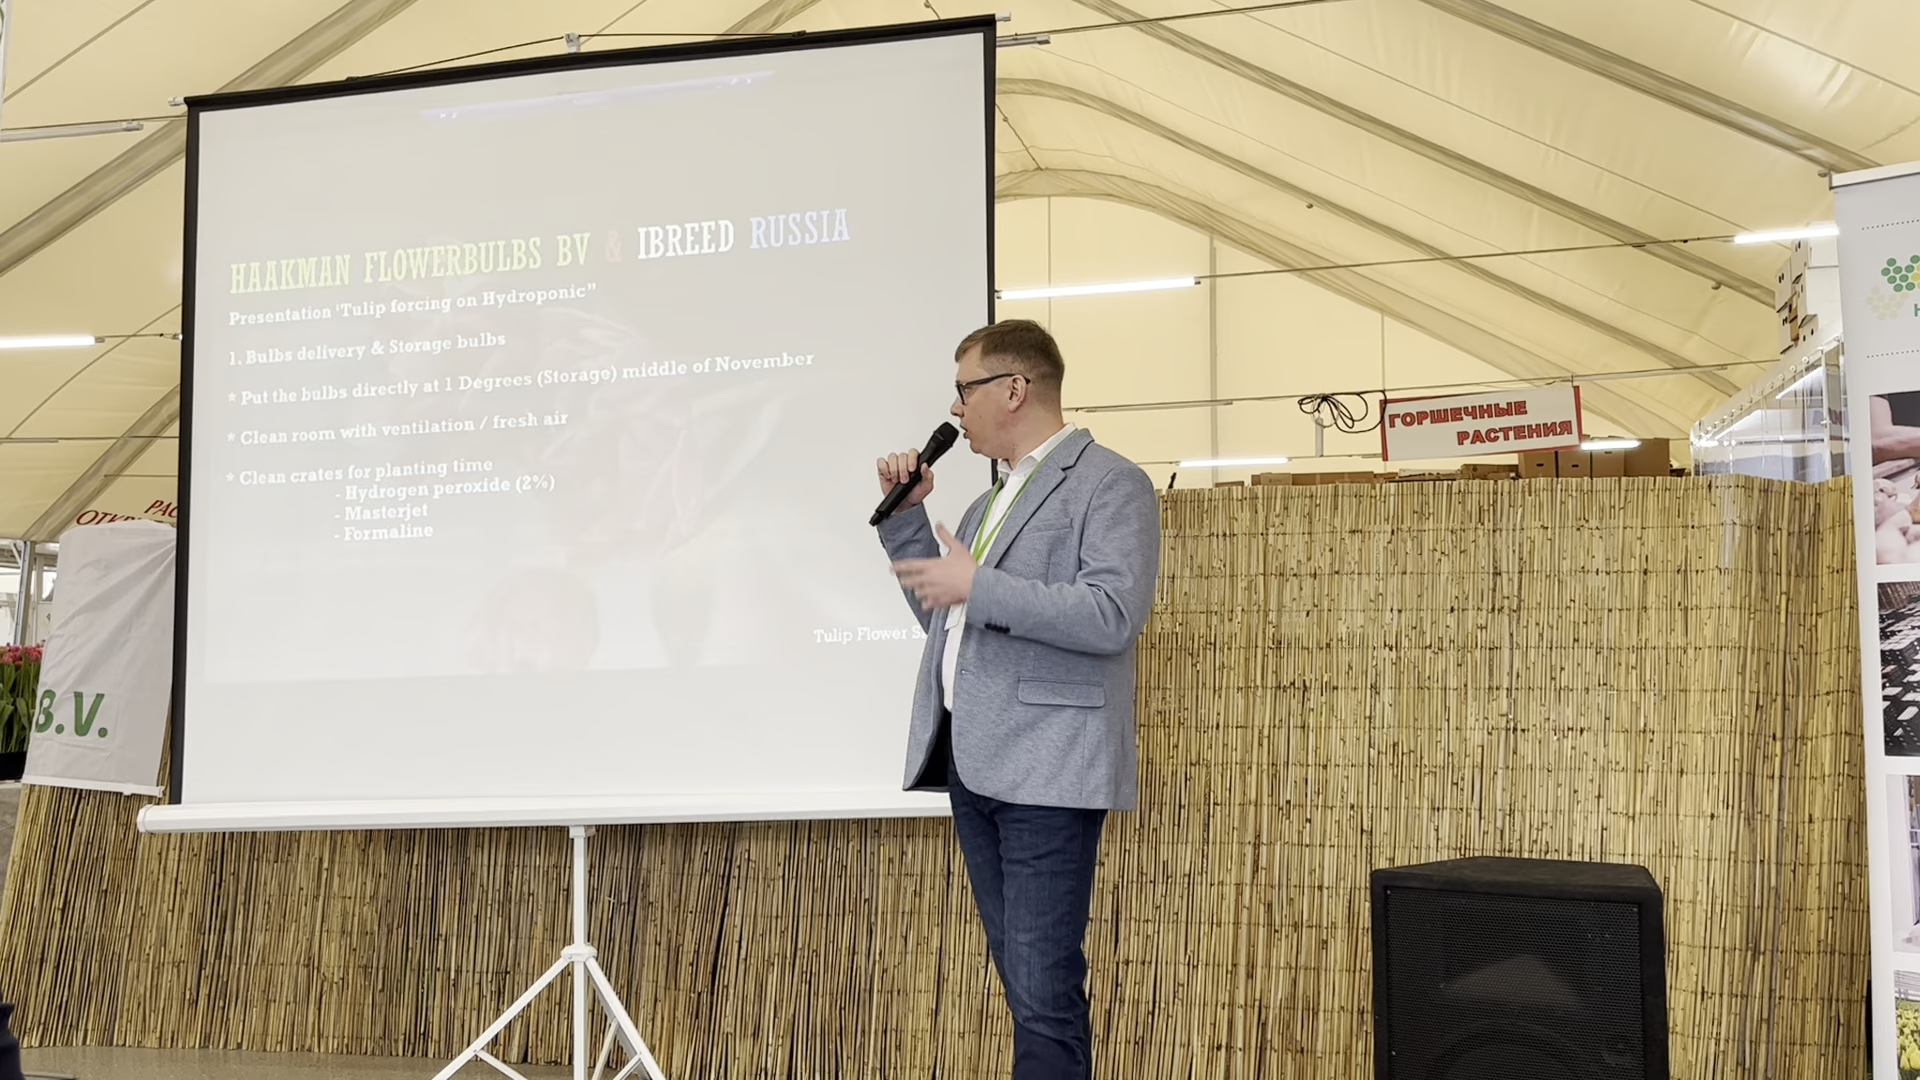 HAAKMAN FLOWERBULBS BV & IBREED RUSSIA
Presentation 'Tulip forcing on Hydroponic"
1. Bulbs delivery & Storage bulbs
* Put the bulbs directly at 1 Degrees (Storage) middle of November
* Clean room with ventilation / fresh air
* Clean crates for planting time
- Hydrogen peroxide (2%)
- Masterjet
- Formaline
Tulip Flower
ГОРШЕЧНЫЕ
РАСТЕНИЯ
B.V.